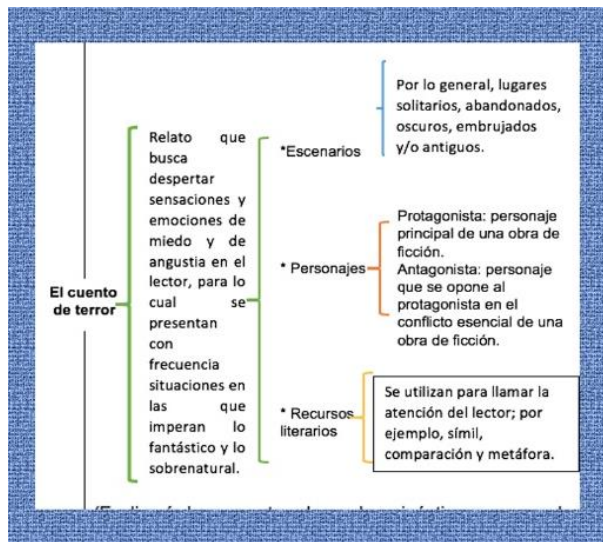 El cuento
de terror
Relato que
busca
despertar
sensaciones y
emociones de
miedo y de
angustia en el
lector, para lo
cual se
presentan
con
frecuencia
situaciones en
las que
imperan lo
fantástico y lo
sobrenatural.
*Escenarios
Por lo general, lugares
solitarios, abandonados,
oscuros, embrujados
y/o antiguos.
* Personajes
Protagonista: personaje
principal de una obra de
ficción.
Antagonista: personaje
que se opone al
protagonista en el
conflicto esencial de una
obra de ficción.
* Recursos
literarios
Se utilizan para llamar la
atención del lector; por
ejemplo, símil,
comparación y metáfora.